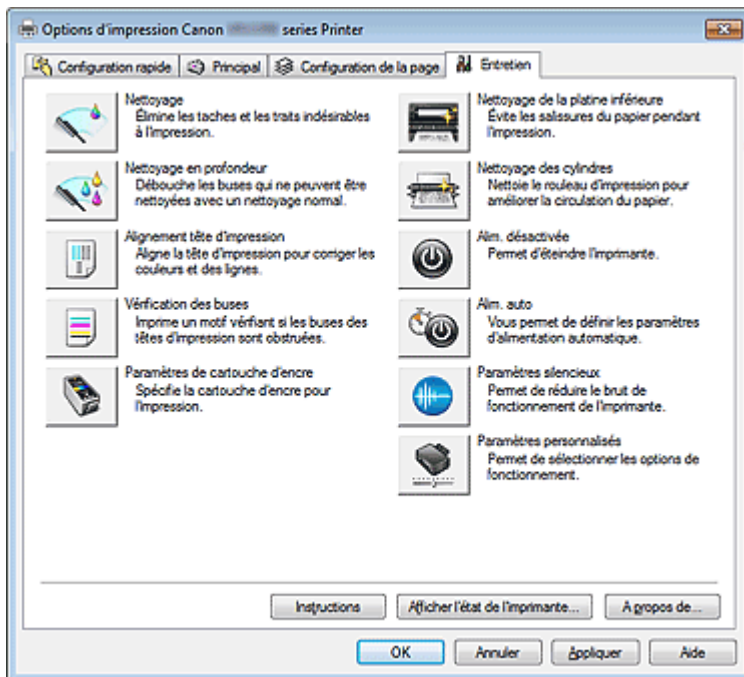 Options d'impression Canon series Printer
Configuration rapide
Principal
Configuration de la page
Entretien
Nettoyage
Élimine les taches et les traits indésirables
à l'impression.
Nettoyage en profondeur
Débouche les buses qui ne peuvent être
nettoyées avec un nettoyage normal.
Alignement tête d'impression
Aligne la tête d'impression pour corriger les
couleurs et des lignes.
Vérification des buses
Imprime un motif vérifiant si les buses des
têtes d'impression sont obstruées.
Paramètres de cartouche d'encre
Spécifie la cartouche d'encre pour
l'impression.
Nettoyage de la platine inférieure
Évite les salissures du papier pendant
l'impression.
Nettoyage des cylindres
Nettoie le rouleau d'impression pour
améliorer la circulation du papier.
Alim. désactivée
Permet d'éteindre l'imprimante.
Alim. auto
Vous permet de définir les paramètres
d'alimentation automatique.
Paramètres silencieux
Permet de réduire le bruit de
fonctionnement de l'imprimante.
Paramètres personnalisés
Permet de sélectionner les options de
fonctionnement.
Instructions
Afficher l'état de l'imprimante...
A propos de...
OK
Annuler
Appliquer
Aide